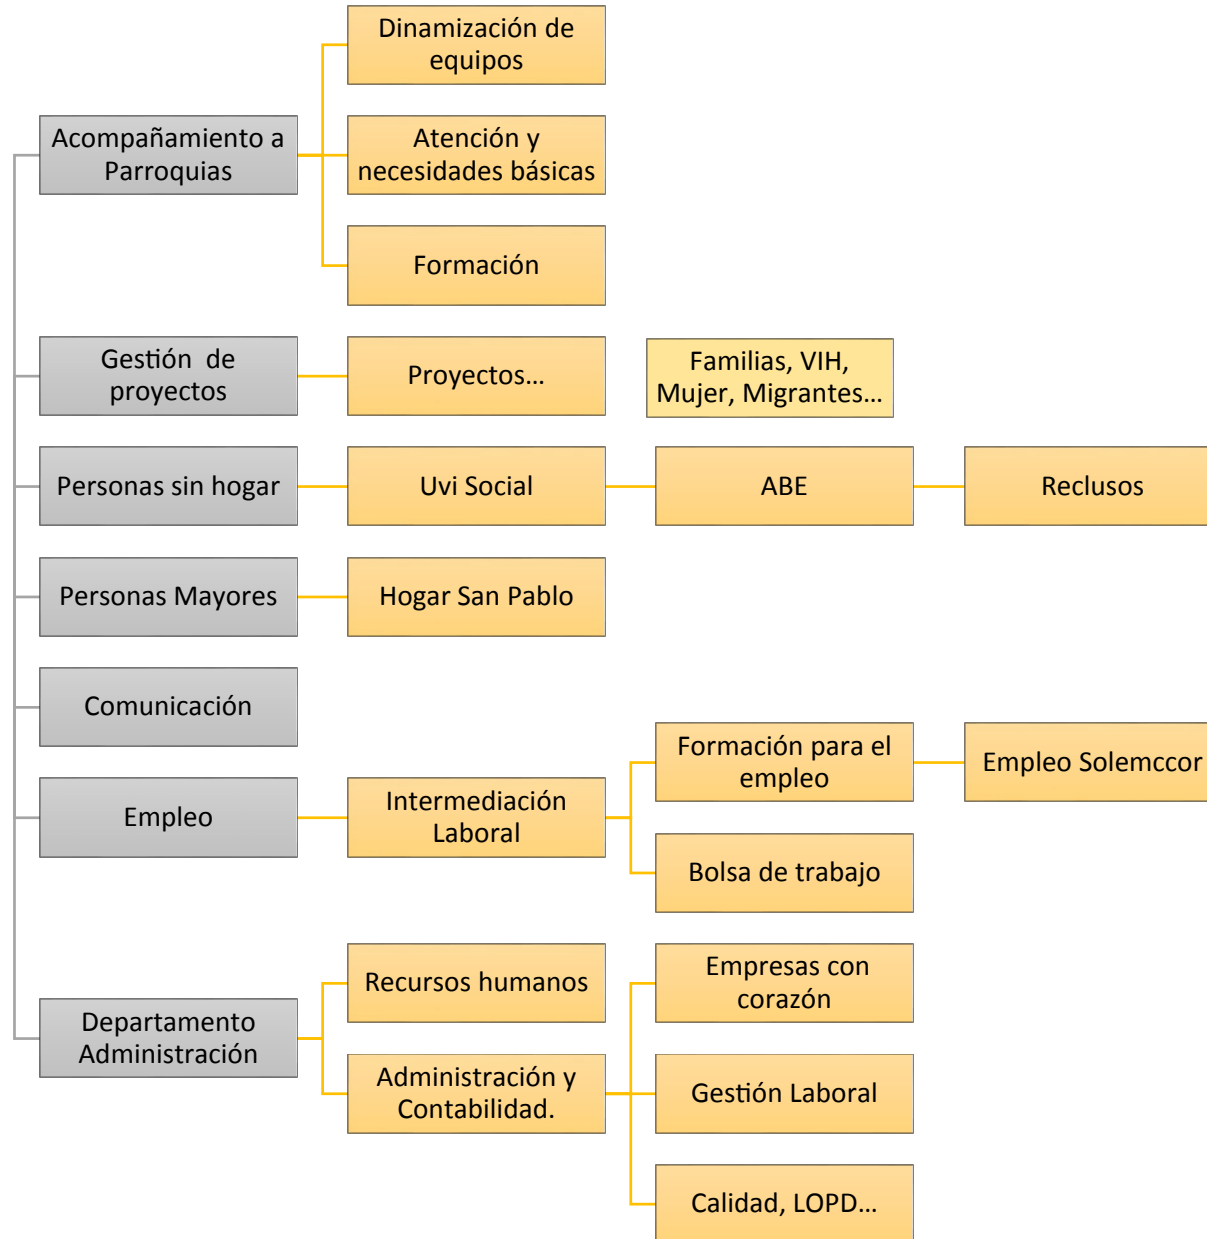 Dinamización de
equipos
Acompañamiento a
Parroquias
Atención y
necesidades básicas
Formación
Gestión de
proyectos
Proyectos…
Familias, VIH,
Mujer, Migrantes…
Personas sin hogar
Uvi Social
ABE
Reclusos
Personas Mayores
Hogar San Pablo
Comunicación
Empleo
Intermediación
Laboral
Formación para el
empleo
Empleo Solemccor
Bolsa de trabajo
Departamento
Administración
Recursos humanos
Administración y
Contabilidad.
Empresas con
corazón
Gestión Laboral
Calidad, LOPD…